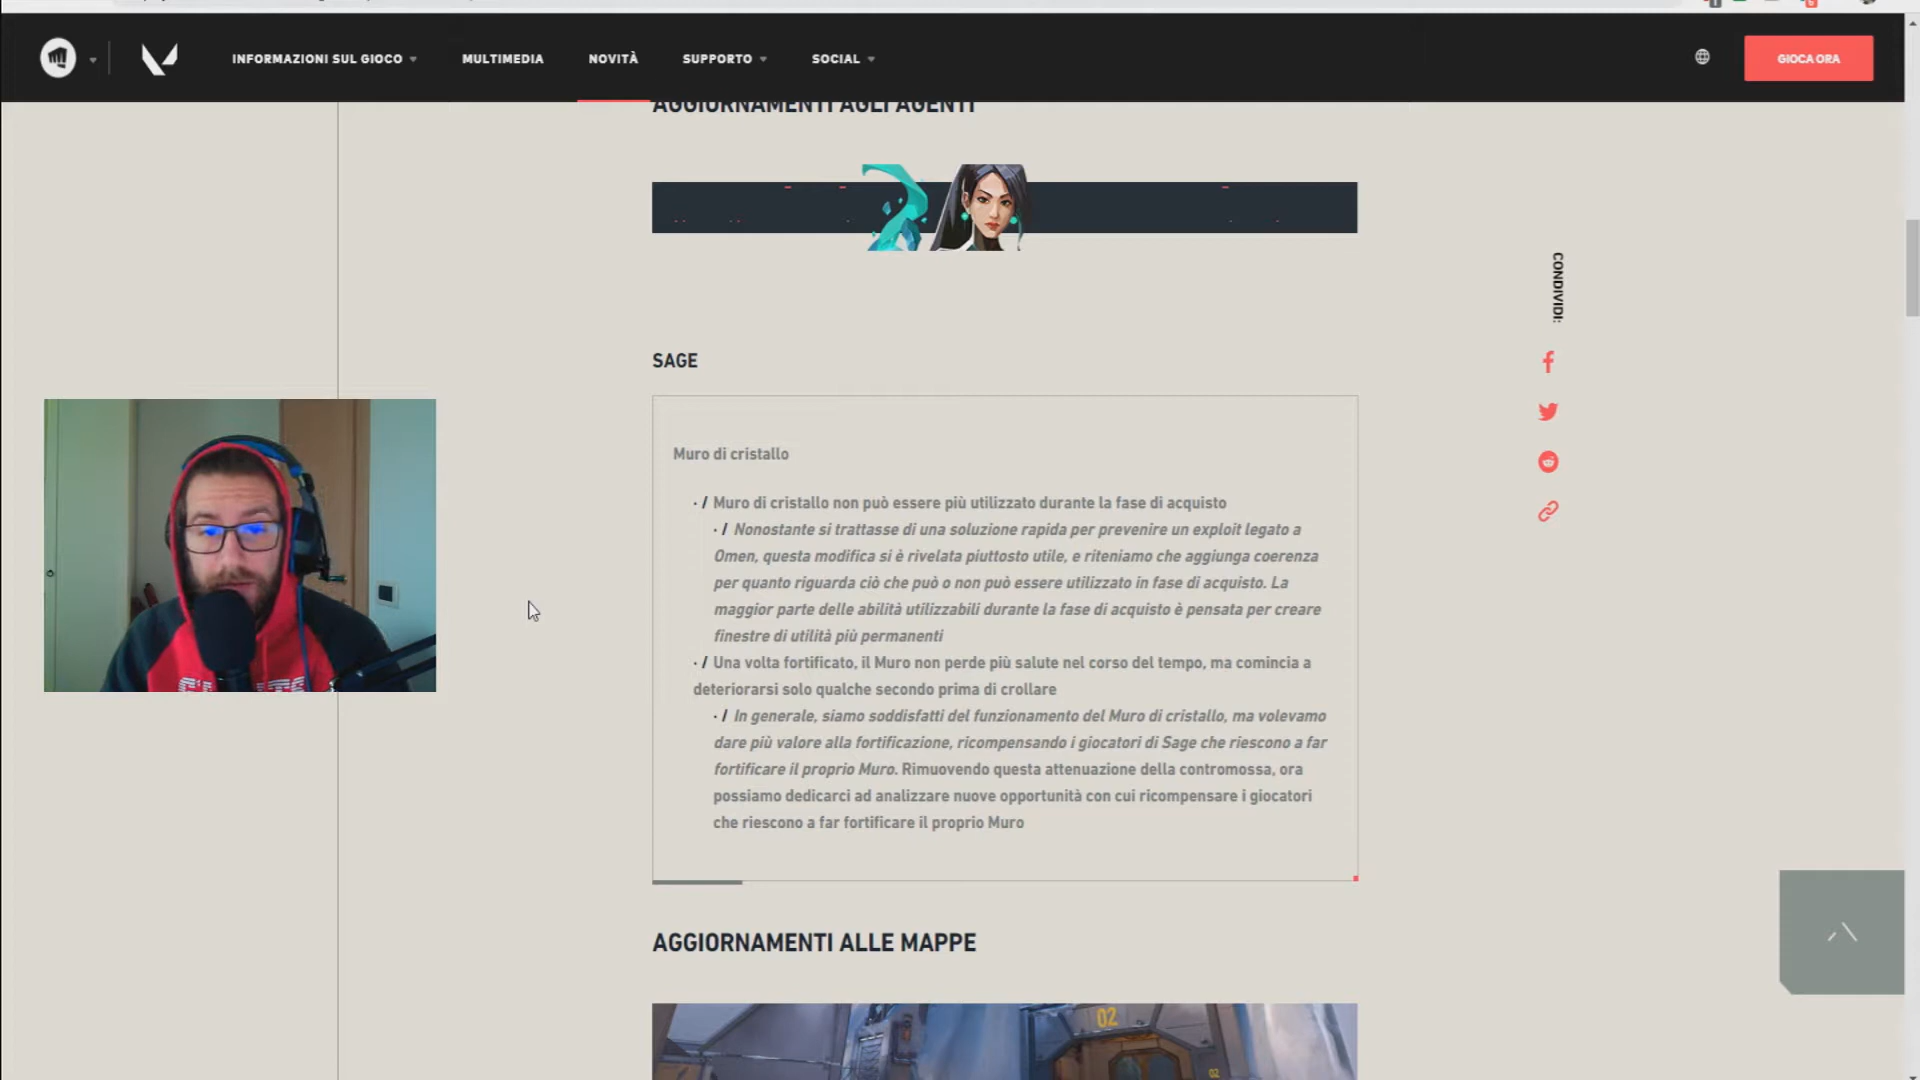 INFORMAZIONI SUL GIOCO
MULTIMEDIA
NOVITÀ
SUPPORTO
SOCIAL
GIOCA ORA
AGGIORNAMENTI AGLI AGENTI
CONDIVIDI:
SAGE
Muro di cristallo
· / Muro di cristallo non può essere più utilizzato durante la fase di acquisto
· / Nonostante si trattasse di una soluzione rapida per prevenire un exploit legato a
Omen, questa modifica si è rivelata piuttosto utile, e riteniamo che aggiunga coerenza
per quanto riguarda ciò che può o non può essere utilizzato in fase di acquisto. La
maggior parte delle abilità utilizzabili durante la fase di acquisto è pensata per creare
finestre di utilità più permanenti
· / Una volta fortificato, il Muro non perde più salute nel corso del tempo, ma comincia a
deteriorarsi solo qualche secondo prima di crollare
· / In generale, siamo soddisfatti del funzionamento del Muro di cristallo, ma volevamo
dare più valore alla fortificazione, ricompensando i giocatori di Sage che riescono a far
fortificare il proprio Muro. Rimuovendo questa attenuazione della contromossa, ora
possiamo dedicarci ad analizzare nuove opportunità con cui ricompensare i giocatori
che riescono a far fortificare il proprio Muro
AGGIORNAMENTI ALLE MAPPE
02
02